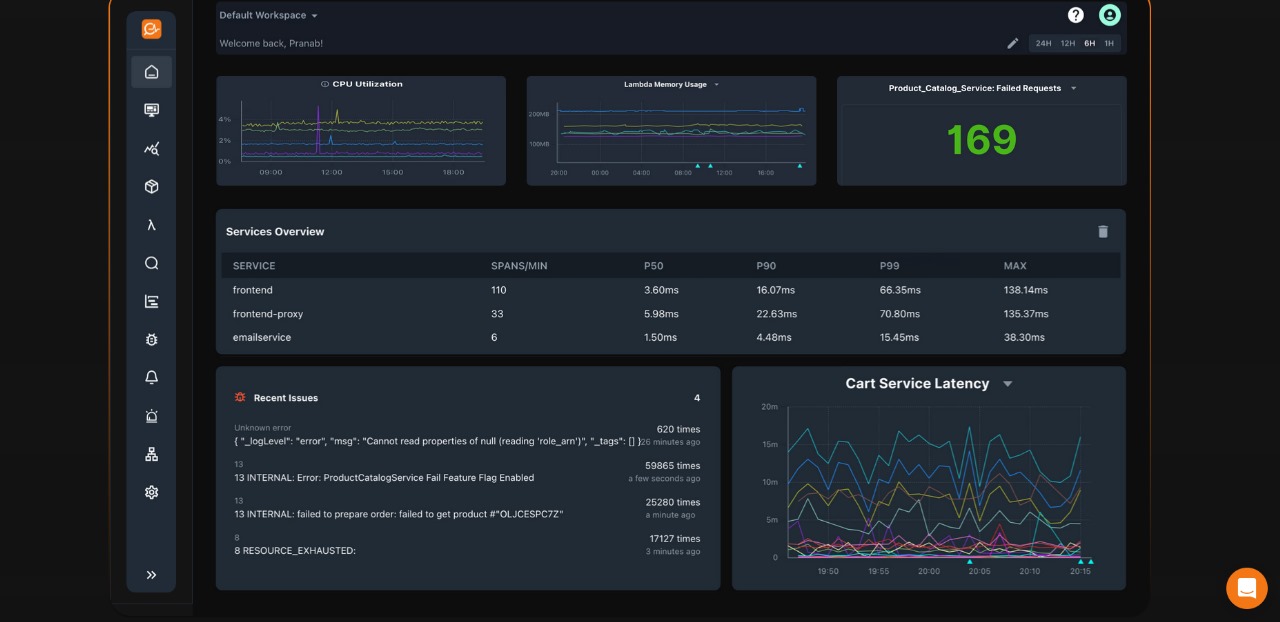 Default Workspace
Welcome back, Pranab!
24H 12H 6H 1H
CPU Utilization
4%
2%
0%
09:00 12:00 15:00 18:00
Lambda Memory Usage
200MB
100MB
20:00 00:00 04:00 08:00 12:00 16:00
Product_Catalog_Service: Failed Requests
169
Services Overview
SERVICE SPANS/MIN P50 P90 P99 MAX
frontend 110 3.60ms 16.07ms 66.35ms 138.14ms
frontend-proxy 33 5.98ms 22.63ms 70.80ms 135.37ms
emailservice 6 1.50ms 4.48ms 15.45ms 38.30ms
Recent Issues 4
Unknown error 620 times
{ "_logLevel": "error", "msg": "Cannot read properties of null (reading 'role_arn')", "_tags": [] } 26 minutes ago
13 59865 times
13 INTERNAL: Error: ProductCatalogService Fail Feature Flag Enabled a few seconds ago
13 25280 times
13 INTERNAL: failed to prepare order: failed to get product #"OLJCESPC7Z" a minute ago
8 17127 times
8 RESOURCE_EXHAUSTED: 3 minutes ago
Cart Service Latency
20m
15m
10m
5m
0
19:50 19:55 20:00 20:05 20:10 20:15